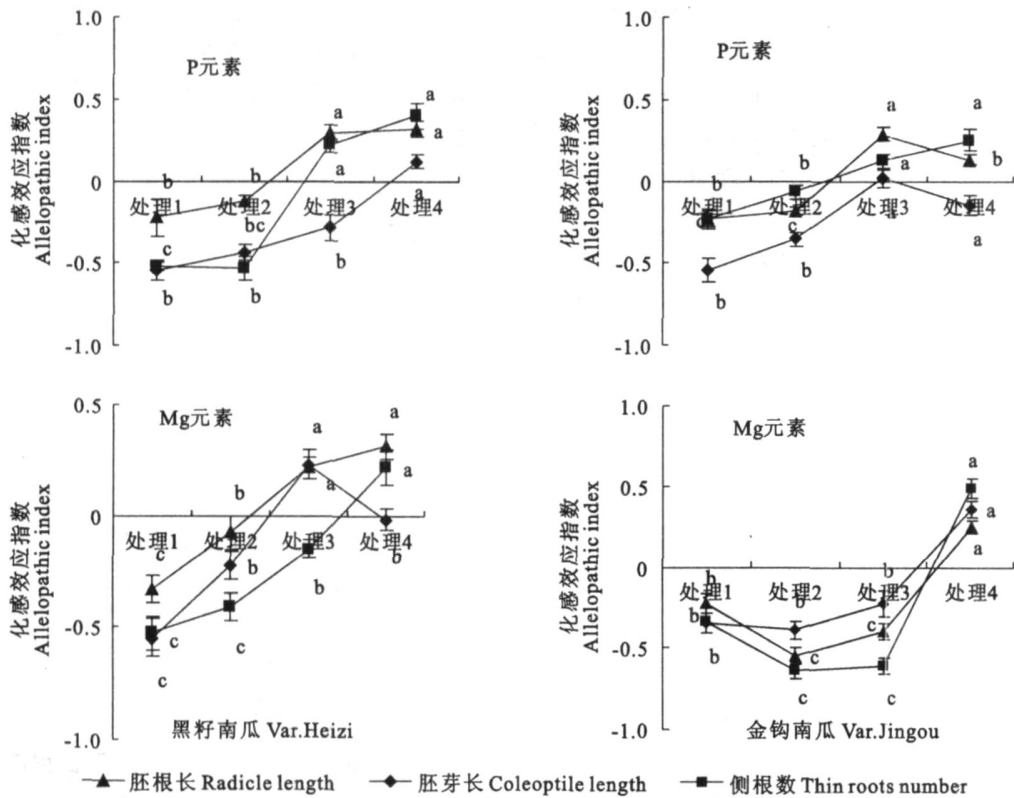 1.0
P元素
0.5
0
-0.5
-1.0
化感效应指数
Allelopathic index
处理1
处理2
处理3
处理4
b
b
a
a
a
c
bc
a
a
b
b
b
1.0
P元素
0.5
0
-0.5
-1.0
化感效应指数
Allelopathic index
处理1
处理2
处理3
处理4
b
b
a
a
b
a
c
c
a
b
b
0.5
Mg元素
0
-0.5
-1.0
化感效应指数
Allelopathic index
处理1
处理2
处理3
处理4
c
b
a
a
a
a
b
b
b
c
c
c
黑籽南瓜 Var.Heizi
1.0
Mg元素
0.5
0
-0.5
-1.0
化感效应指数
Allelopathic index
处理1
处理2
处理3
处理4
b
b
b
b
b
c
c
c
c
a
a
a
金钩南瓜 Var.Jingou
胚根长 Radicle length
胚芽长 Coleoptile length
侧根数 Thin roots number